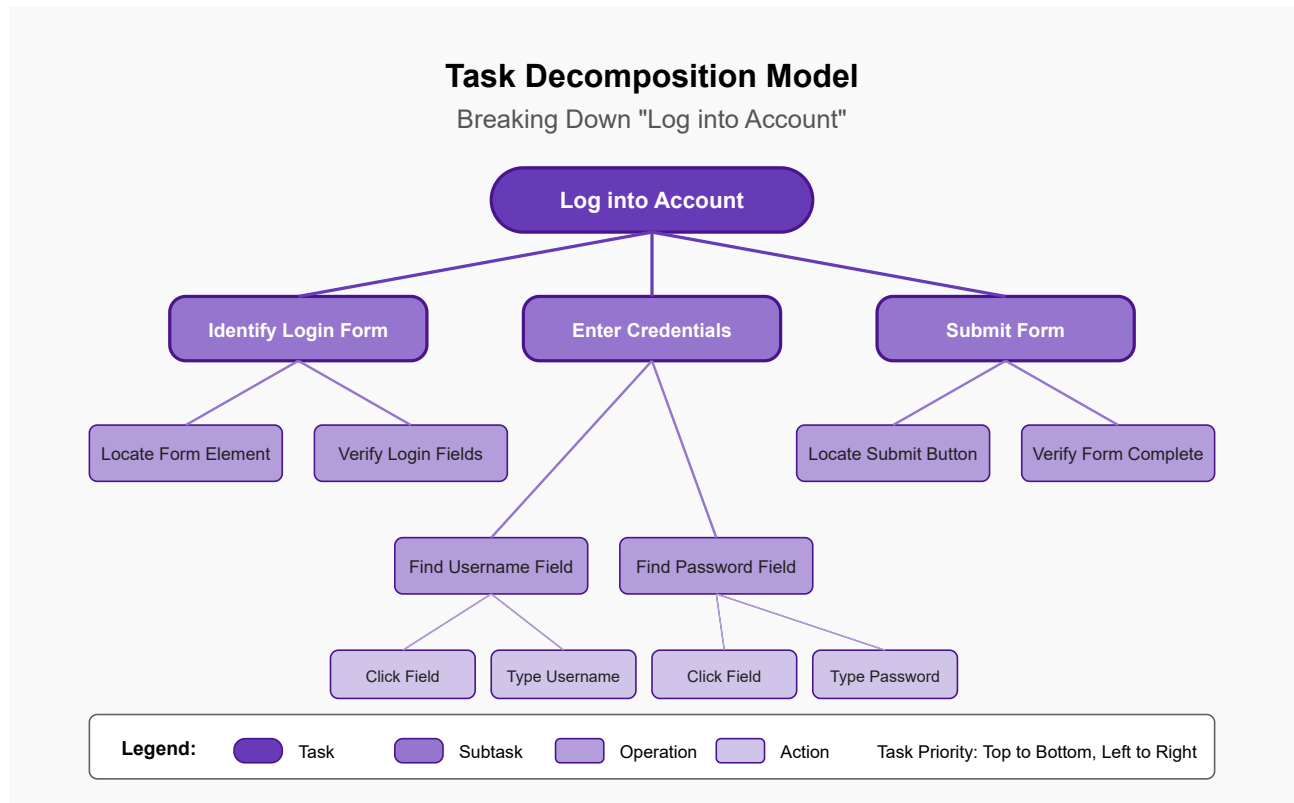 Task Decomposition Model
Breaking Down "Log into Account"
Log into Account
Identify Login Form
Enter Credentials
Submit Form
Locate Form Element
Verify Login Fields
Locate Submit Button
Verify Form Complete
Find Username Field
Find Password Field
Click Field
Type Username
Click Field
Type Password
Legend:
Task
Subtask
Operation
Action
Task Priority: Top to Bottom, Left to Right